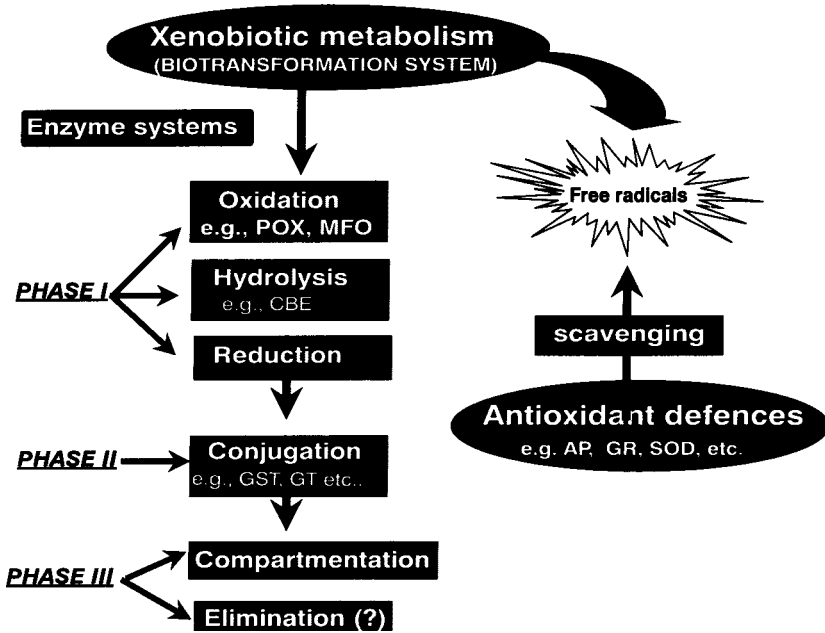 Xenobiotic metabolism
(BIOTRANSFORMATION SYSTEM)
Enzyme systems
Free radicals
Oxidation
e.g., POX, MFO
PHASE I
Hydrolysis
e.g., CBE
scavenging
Reduction
Antioxidant defences
e.g. AP, GR, SOD, etc.
PHASE II
Conjugation
e.g., GST, GT etc..
PHASE III
Compartmentation
Elimination (?)